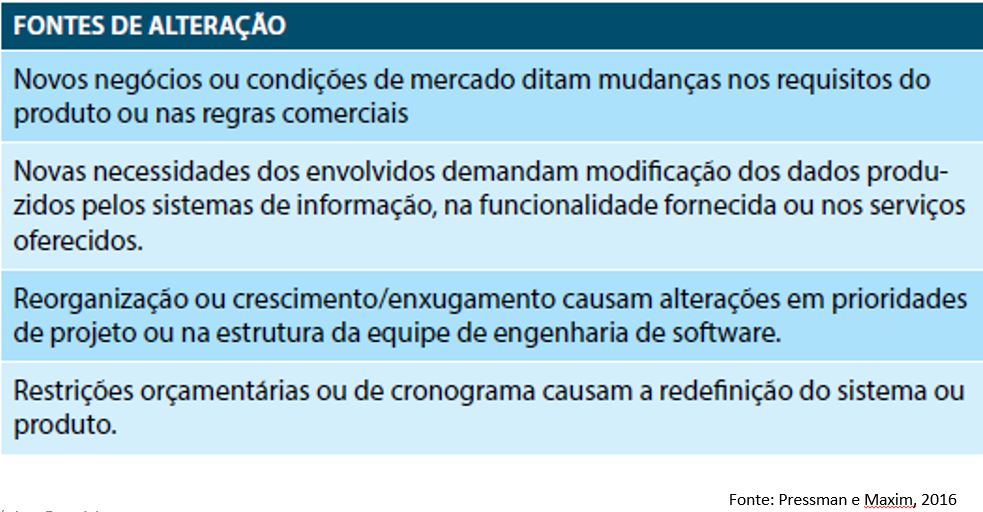 FONTES DE ALTERAÇÃO
Novos negócios ou condições de mercado ditam mudanças nos requisitos do
produto ou nas regras comerciais
Novas necessidades dos envolvidos demandam modificação dos dados produ-
zidos pelos sistemas de informação, na funcionalidade fornecida ou nos serviços
oferecidos.
Reorganização ou crescimento/enxugamento causam alterações em prioridades
de projeto ou na estrutura da equipe de engenharia de software.
Restrições orçamentárias ou de cronograma causam a redefinição do sistema ou
produto.
Fonte: Pressman e Maxim, 2016